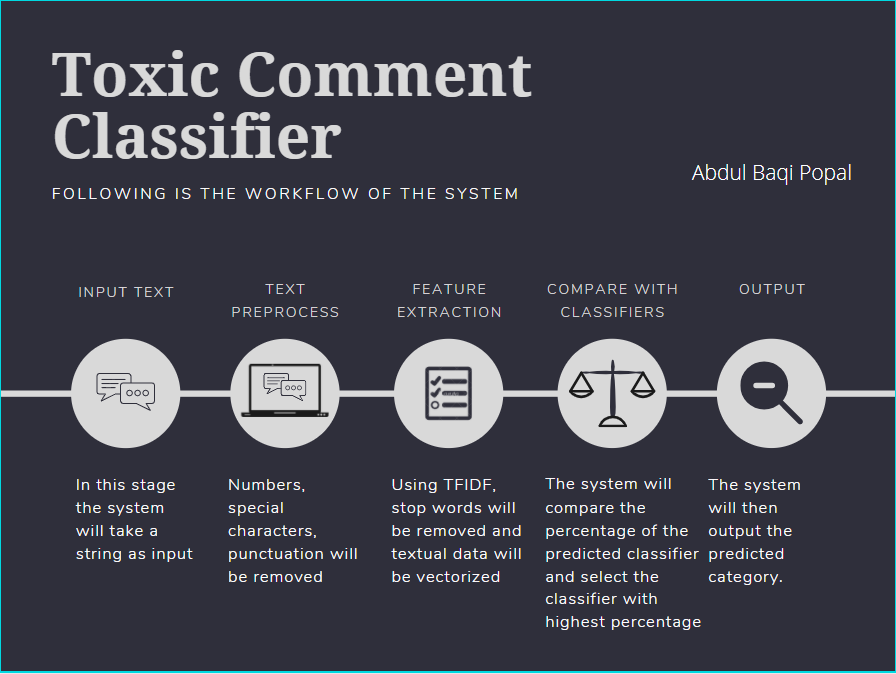 Toxic Comment
Classifier
FOLLOWING IS THE WORKFLOW OF THE SYSTEM
Abdul Baqi Popal
INPUT TEXT
TEXT
PREPROCESS
FEATURE
EXTRACTION
COMPARE WITH
CLASSIFIERS
OUTPUT
In this stage
the system
will take a
string as input
Numbers,
special
characters,
punctuation will
be removed
Using TFIDF,
stop words will
be removed and
textual data will
be vectorized
The system will
compare the
percentage of the
predicted classifier
and select the
classifier with
highest percentage
The system
will then
output the
predicted
category.